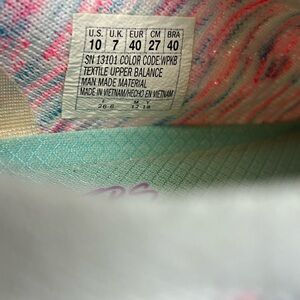 U.S. U.K. EUR CM BRA
10 7 40 27 40
SN 13101 COLOR CODE.WPKB
TEXTILE UPPER BALANCE
MAN MADE MATERIAL
MADE IN VIETNAM/HECHO EN VIETNAM